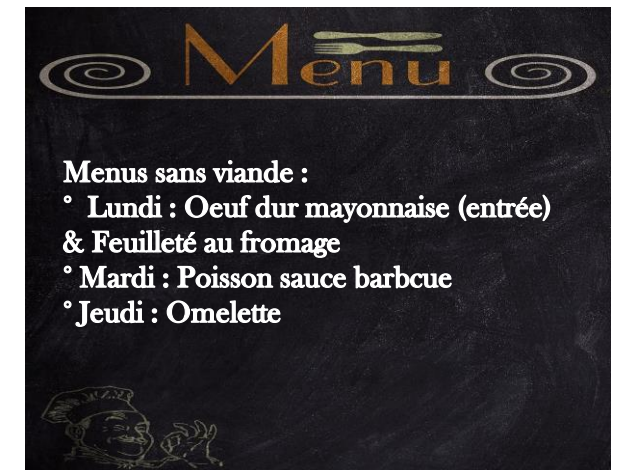 Menu
Menus sans viande :
° Lundi : Oeuf dur mayonnaise (entrée)
& Feuilleté au fromage
° Mardi : Poisson sauce barbcue
° Jeudi : Omelette